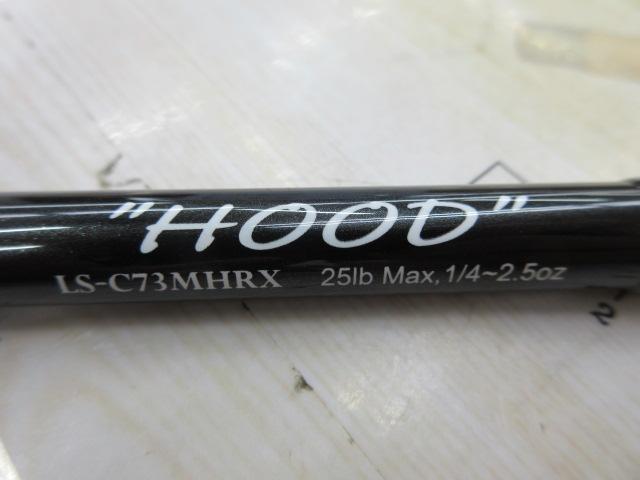 "HOOD"
LS-C73MHRX 25lb Max, 1/4~2.5oz